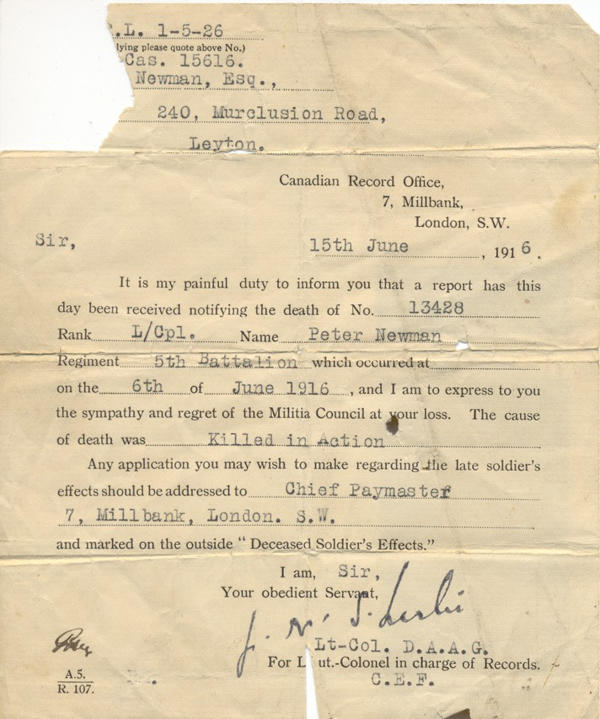 .L. 1-5-26
lying please quote above No.)
Cas. 15616.
Newman, Esq.,
240, Murclusion Road,
Leyton.
Canadian Record Office,
7, Millbank,
London, S.W.
Sir,
15th June, 1916.
It is my painful duty to inform you that a report has this
day been received notifying the death of No. 13428
Rank L/Cpl. Name Peter Newman
Regiment 5th Battalion which occurred at
on the 6th of June 1916, and I am to express to you
the sympathy and regret of the Militia Council at your loss. The cause
of death was Killed in Action
Any application you may wish to make regarding the late soldier's
effects should be addressed to Chief Paymaster
7, Millbank, London. S.W.
and marked on the outside "Deceased Soldier's Effects."
I am, Sir,
Your obedient Servant,
Lt-Col. D.A.A.G.
For L ut.-Colonel in charge of Records.
C.E.F.
A.5.
R. 107.